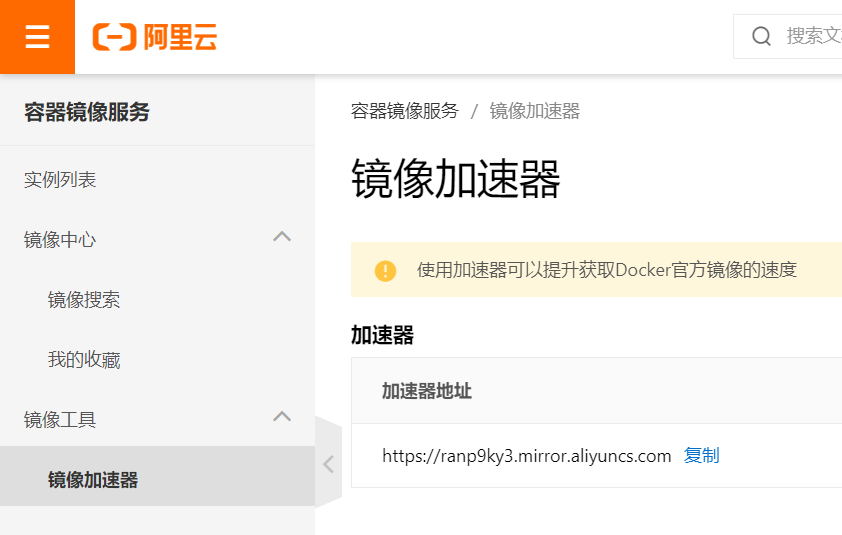 阿里云
搜索文
容器镜像服务
实例列表
镜像中心
镜像搜索
我的收藏
镜像工具
镜像加速器
容器镜像服务 / 镜像加速器
镜像加速器
使用加速器可以提升获取Docker官方镜像的速度
加速器
加速器地址
https://ranp9ky3.mirror.aliyuncs.com 复制